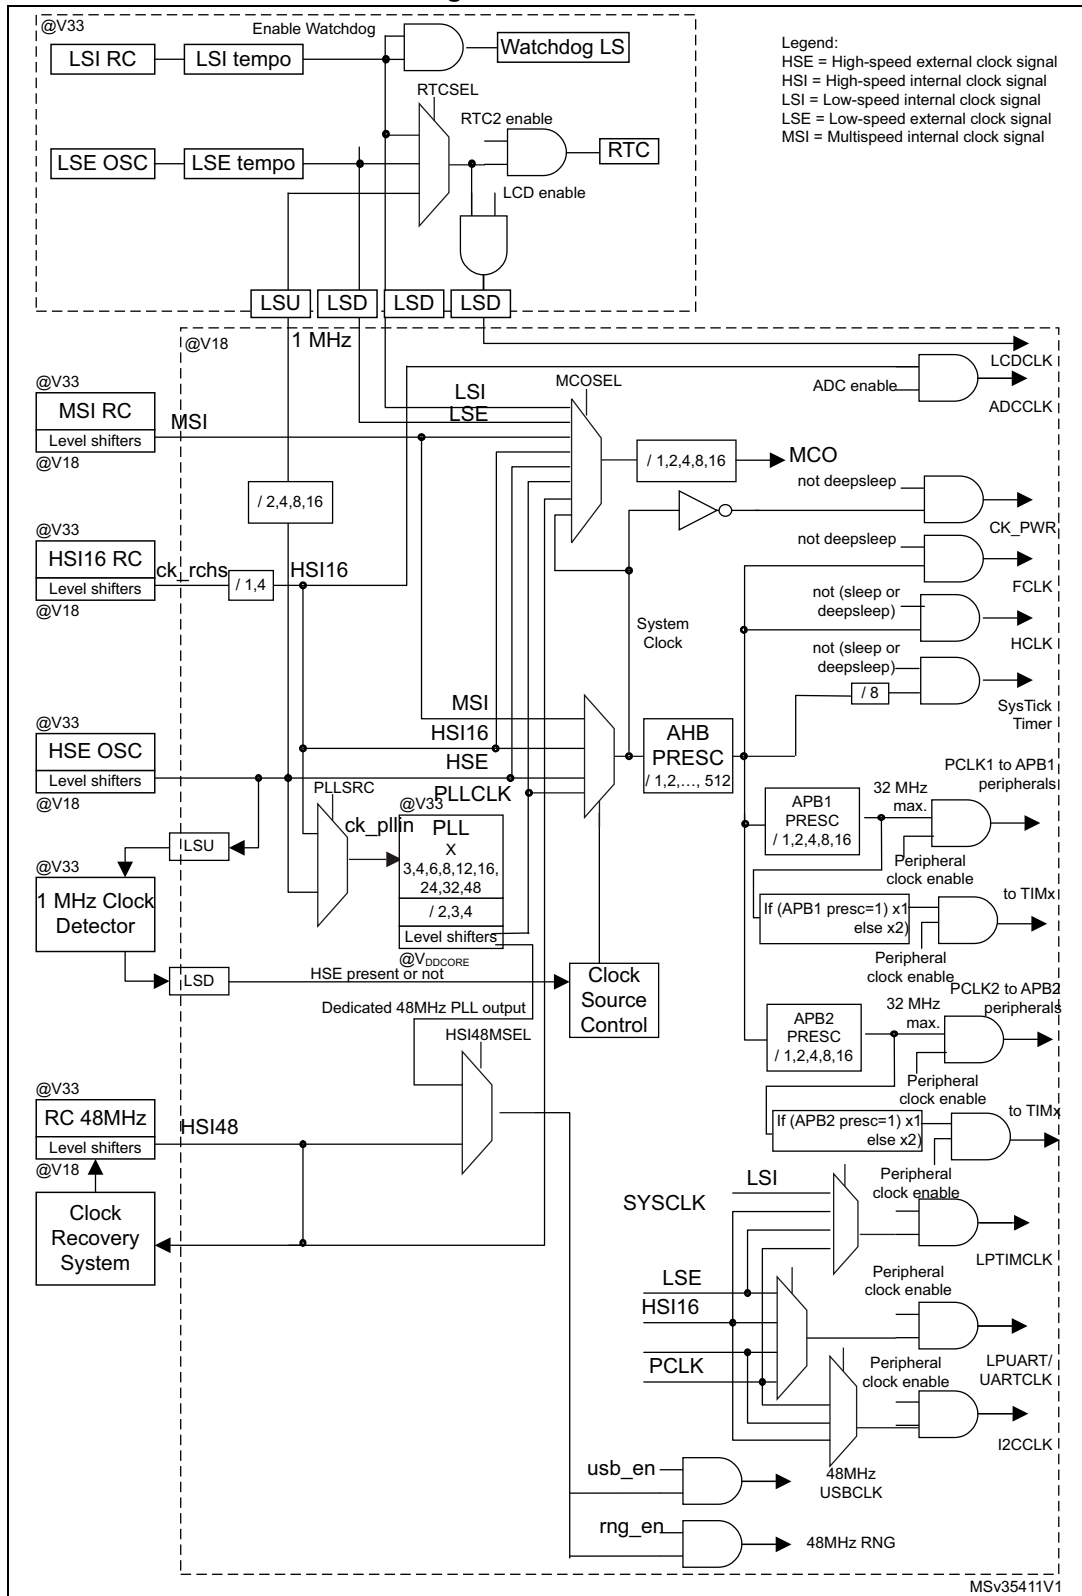 @V33
Enable Watchdog
LSI RC
LSI tempo
Watchdog LS
Legend:
HSE = High-speed external clock signal
HSI = High-speed internal clock signal
LSI = Low-speed internal clock signal
LSE = Low-speed external clock signal
MSI = Multispeed internal clock signal
RTCSEL
RTC2 enable
LSE OSC
LSE tempo
RTC
LCD enable
LSU
LSD
LSD
LSD
@V18
1 MHz
LCDCLK
MCOSEL
ADC enable
ADCCLK
@V33
MSI RC
Level shifters
@V18
MSI
LSI
LSE
/ 1,2,4,8,16
MCO
/ 2,4,8,16
not deepsleep
CK_PWR
@V33
HSI16 RC
Level shifters
@V18
ck_rchs
/ 1,4
HSI16
not deepsleep
FCLK
not (sleep or
deepsleep)
HCLK
System
Clock
not (sleep or
deepsleep)
/ 8
SysTick
Timer
MSI
HSI16
HSE
PLLCLK
AHB
PRESC
/ 1,2,..., 512
@V33
HSE OSC
Level shifters
@V18
PLLSRC
ck_pllin
@V33
PLL
X
3,4,6,8,12,16,
24,32,48
/ 2,3,4
Level shifters
@VDDCORE
PCLK1 to APB1
peripherals
32 MHz
max.
APB1
PRESC
/ 1,2,4,8,16
Peripheral
clock enable
LSU
@V33
1 MHz Clock
Detector
If (APB1 presc=1) x1
else x2)
to TIMx
Peripheral
clock enable
LSD
HSE present or not
Clock
Source
Control
Dedicated 48MHz PLL output
PCLK2 to APB2
peripherals
32 MHz
max.
APB2
PRESC
/ 1,2,4,8,16
Peripheral
clock enable
HSI48MSEL
@V33
RC 48MHz
Level shifters
@V18
HSI48
If (APB2 presc=1) x1
else x2)
to TIMx
Peripheral
clock enable
Clock
Recovery
System
LSI
SYSCLK
LPTIMCLK
LSE
HSI16
PCLK
Peripheral
clock enable
LPUART/
UARTCLK
Peripheral
clock enable
I2CCLK
usb_en
48MHz
USBCLK
rng_en
48MHz RNG
MSv35411V1